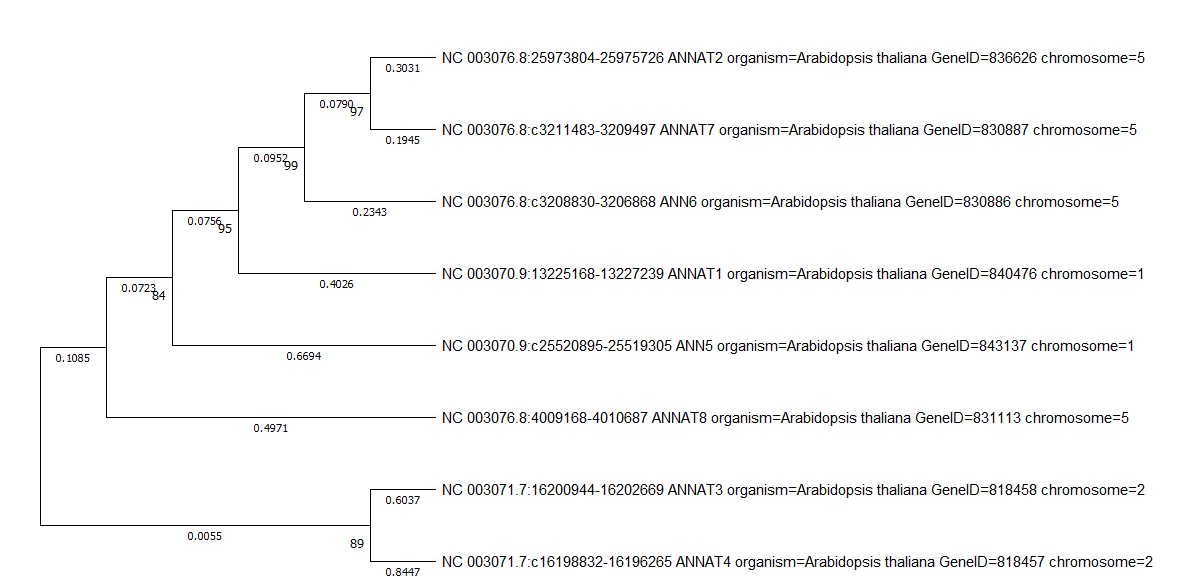 NC 003076.8:25973804-25975726 ANNAT2 organism=Arabidopsis thaliana GeneID=836626 chromosome=5
0.3031
0.0790
97
NC 003076.8:c3211483-3209497 ANNAT7 organism=Arabidopsis thaliana GeneID=830887 chromosome=5
0.1945
0.0952
99
NC 003076.8:c3208830-3206868 ANN6 organism=Arabidopsis thaliana GeneID=830886 chromosome=5
0.2343
0.0756
95
NC 003070.9:13225168-13227239 ANNAT1 organism=Arabidopsis thaliana GeneID=840476 chromosome=1
0.4026
0.0723
84
NC 003070.9:c25520895-25519305 ANN5 organism=Arabidopsis thaliana GeneID=843137 chromosome=1
0.6694
0.1085
NC 003076.8:4009168-4010687 ANNAT8 organism=Arabidopsis thaliana GeneID=831113 chromosome=5
0.4971
NC 003071.7:16200944-16202669 ANNAT3 organism=Arabidopsis thaliana GeneID=818458 chromosome=2
0.6037
0.0055
89
NC 003071.7:c16198832-16196265 ANNAT4 organism=Arabidopsis thaliana GeneID=818457 chromosome=2
0.8447